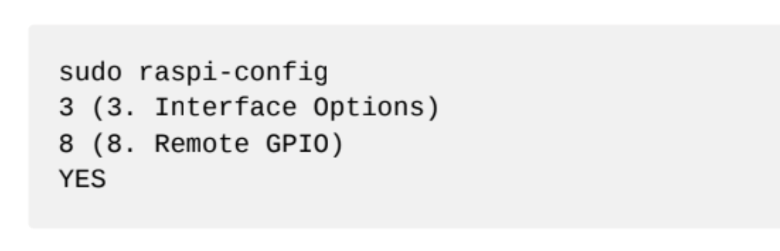 sudo raspi-config
3 (3. Interface Options)
8 (8. Remote GPIO)
YES